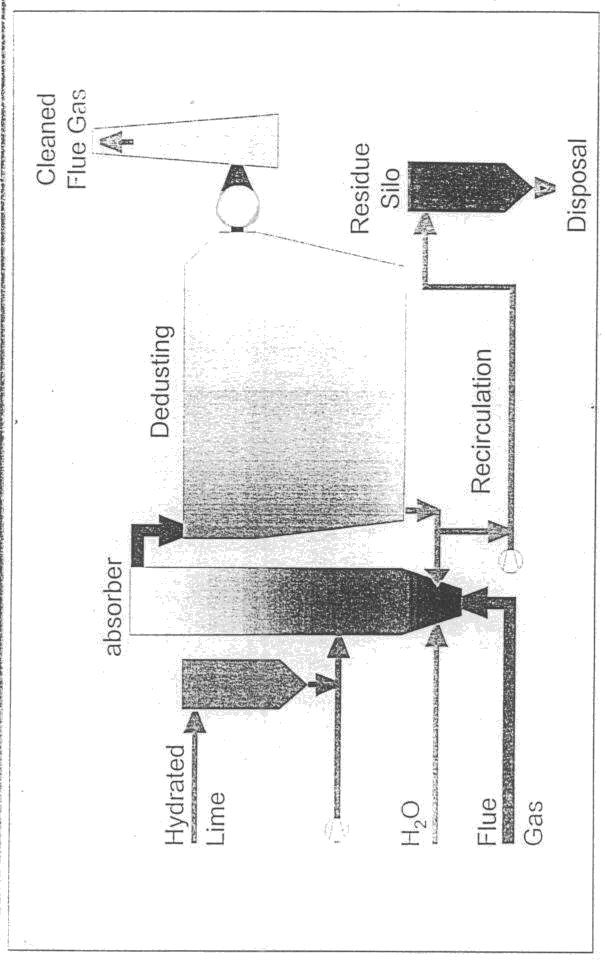 Cleaned
Flue Gas
Dedusting
absorber
Residue
Silo
Recirculation
Disposal
Hydrated
Lime
H₂O
Flue
Gas